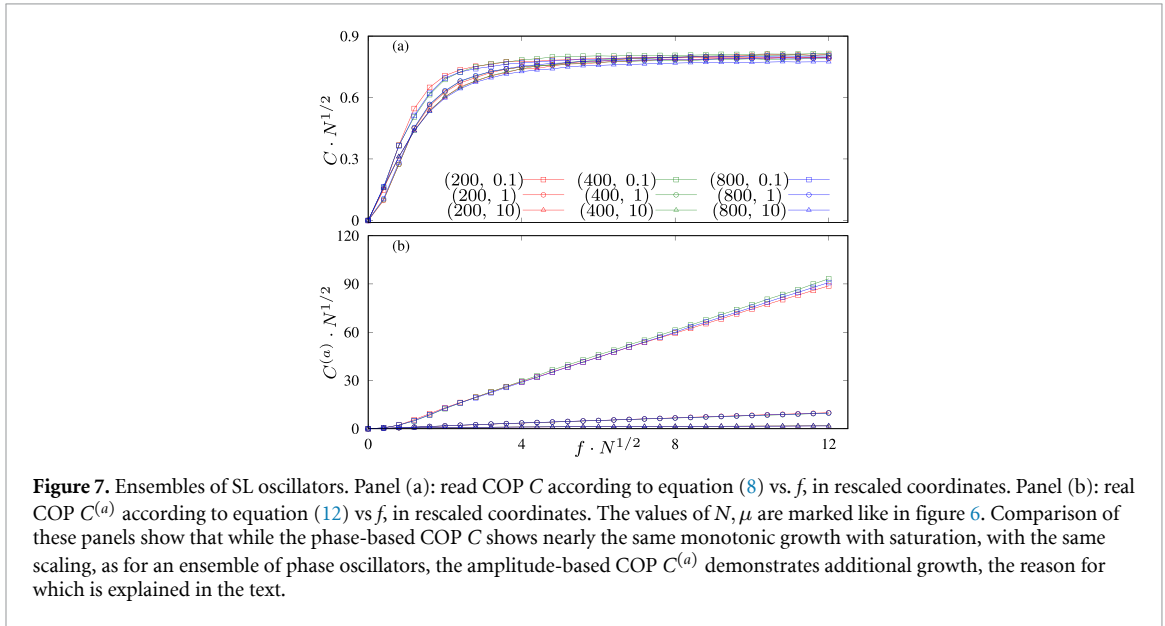 0.9
(a)
0.6
C · N^{1/2}
0.3
(200, 0.1) (400, 0.1) (800, 0.1)
(200, 1) (400, 1) (800, 1)
(200, 10) (400, 10) (800, 10)
0
120
(b)
90
C^{(a)} · N^{1/2}
60
30
0
0 4 8 12
f · N^{1/2}
Figure 7. Ensembles of SL oscillators. Panel (a): read COP C according to equation (8) vs. f, in rescaled coordinates. Panel (b): real
COP C^{(a)} according to equation (12) vs f, in rescaled coordinates. The values of N, μ are marked like in figure 6. Comparison of
these panels show that while the phase-based COP C shows nearly the same monotonic growth with saturation, with the same
scaling, as for an ensemble of phase oscillators, the amplitude-based COP C^{(a)} demonstrates additional growth, the reason for
which is explained in the text.